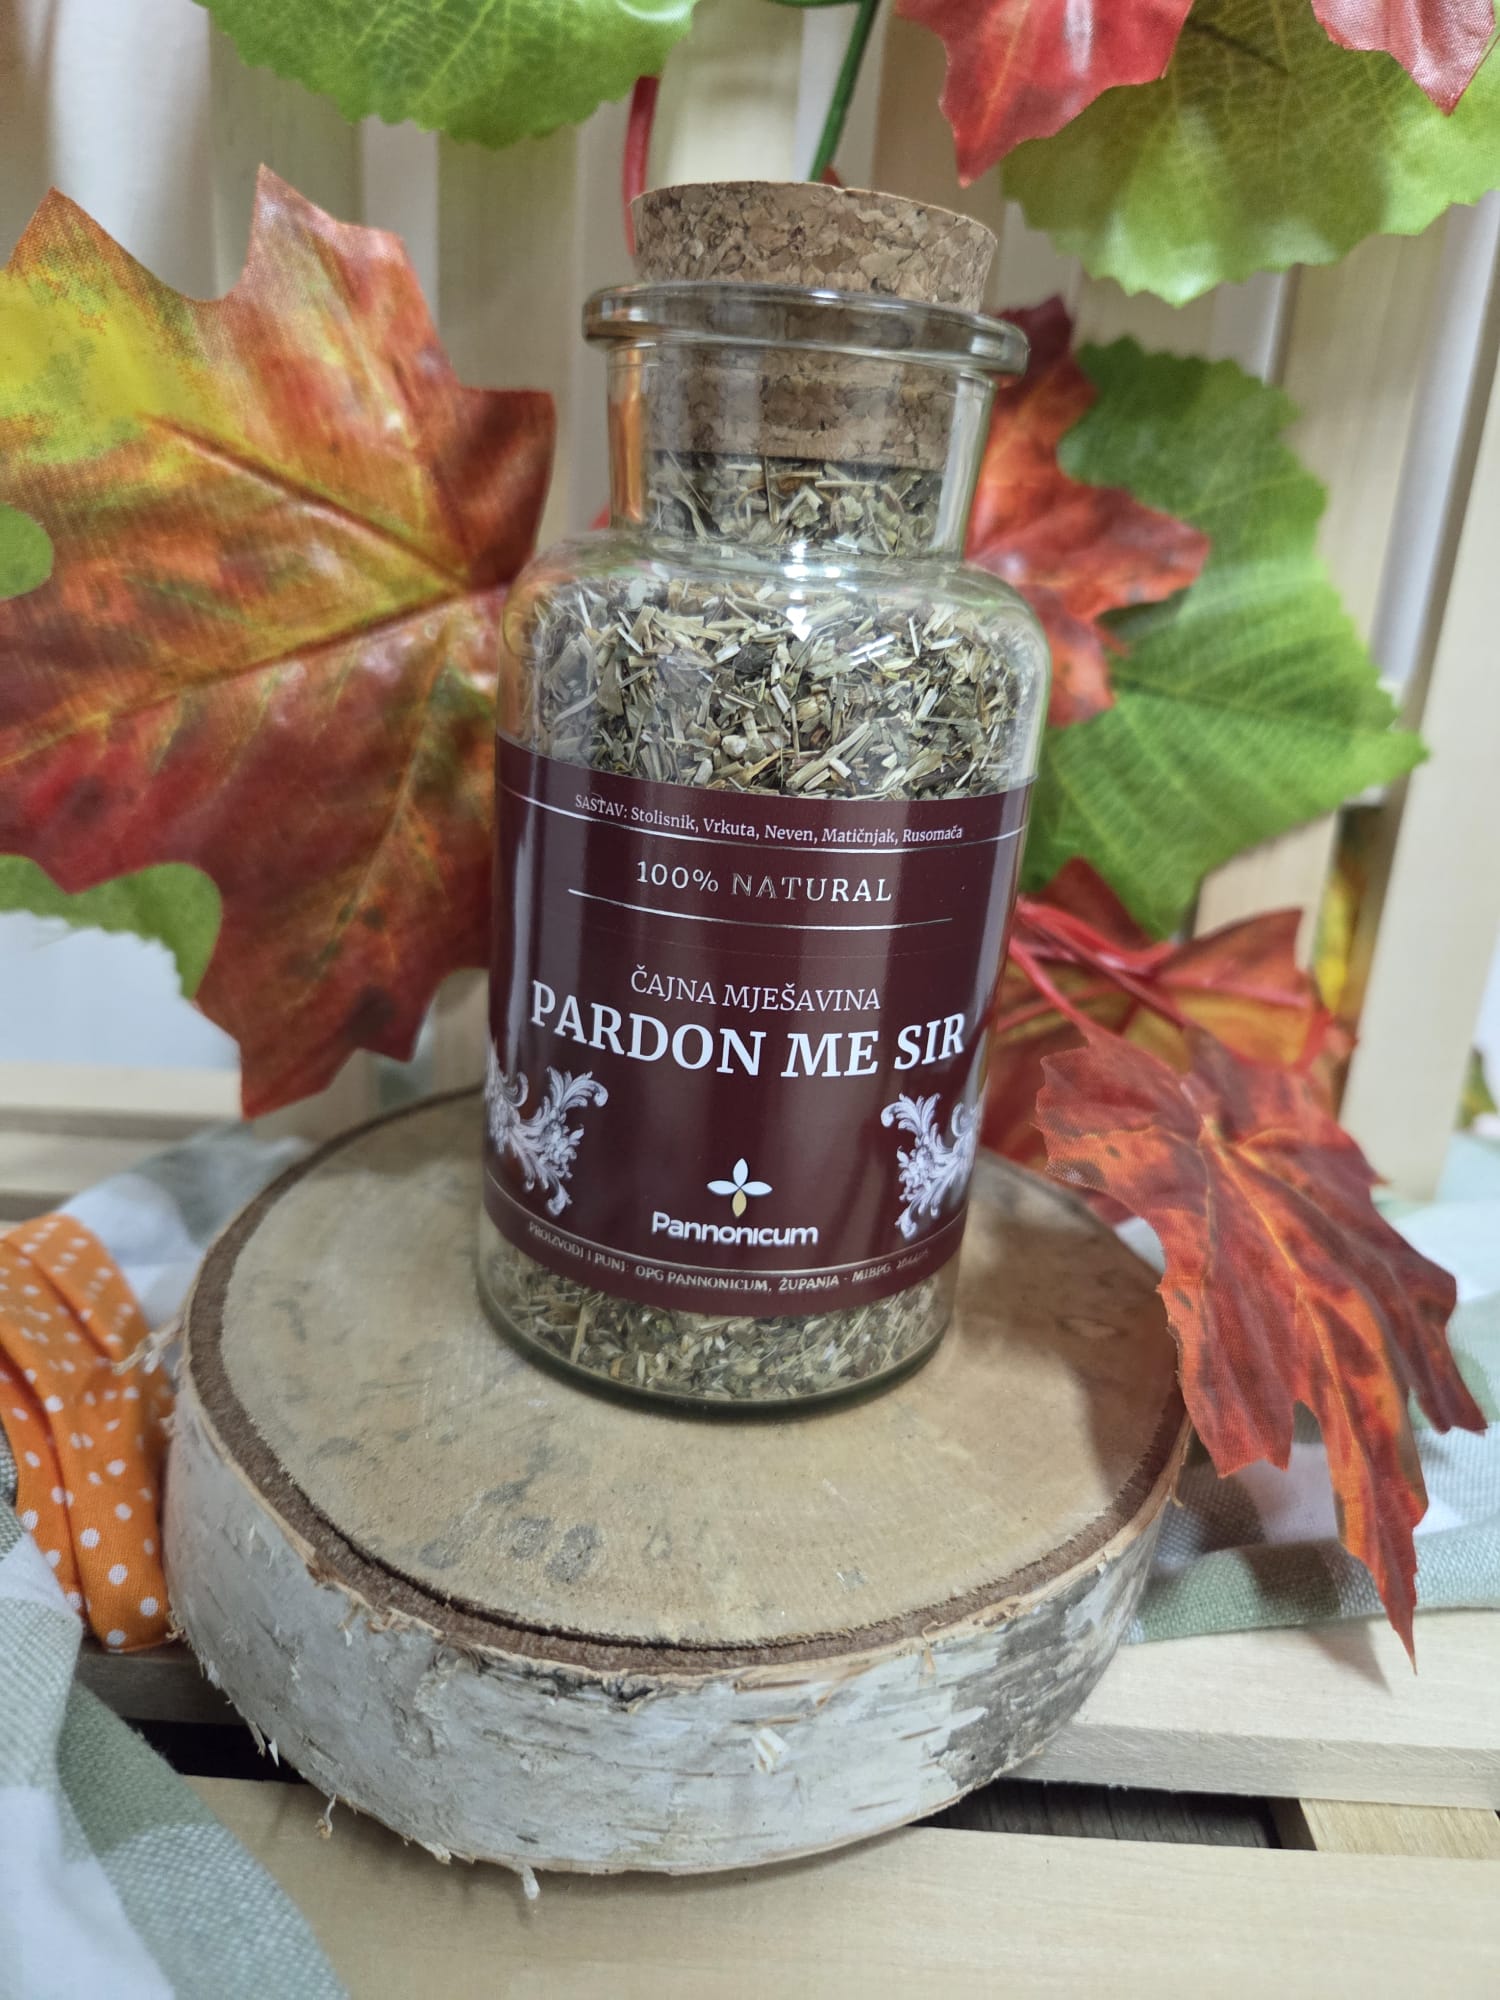 SASTAV: Stolisnik, Vrkuta, Neven, Matičnjak, Rusomača
100% NATURAL
ČAJNA MJEŠAVINA
PARDON ME SIR
Pannonicum
PROIZVODI I PUNI: OPG PANNONICUM, ŽUPANJA - MIBPG: